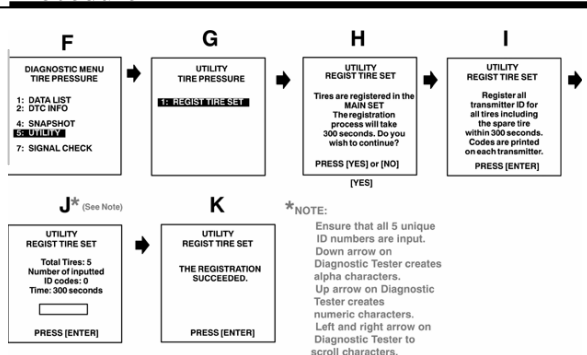 F
DIAGNOSTIC MENU
TIRE PRESSURE
1: DATA LIST
2: DTC INFO
4: SNAPSHOT
5: UTILITY
7: SIGNAL CHECK
G
UTILITY
TIRE PRESSURE
1: REGIST TIRE SET
H
UTILITY
REGIST TIRE SET
Tires are registered in the
MAIN SET
The registration
process will take
300 seconds. Do you
wish to continue?
PRESS [YES] or [NO]
[YES]
I
UTILITY
REGIST TIRE SET
Register all
transmitter ID for
all tires including
the spare tire
within 300 seconds.
Codes are printed
on each transmitter.
PRESS [ENTER]
J* (See Note)
UTILITY
REGIST TIRE SET
Total Tires: 5
Number of inputted
ID codes: 0
Time: 300 seconds
PRESS [ENTER]
K
UTILITY
REGIST TIRE SET
THE REGISTRATION
SUCCEEDED.
PRESS [ENTER]
*NOTE:
Ensure that all 5 unique
ID numbers are input.
Down arrow on
Diagnostic Tester creates
alpha characters.
Up arrow on Diagnostic
Tester creates
numeric characters.
Left and right arrow on
Diagnostic Tester to
scroll characters.